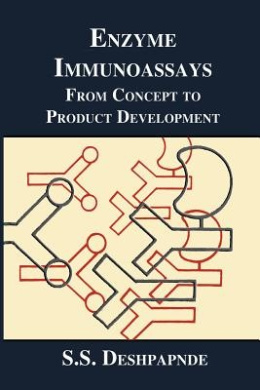 ENZYME
IMMUNOASSAYS
FROM CONCEPT TO
PRODUCT DEVELOPMENT
S.S. DESHPAPNDE